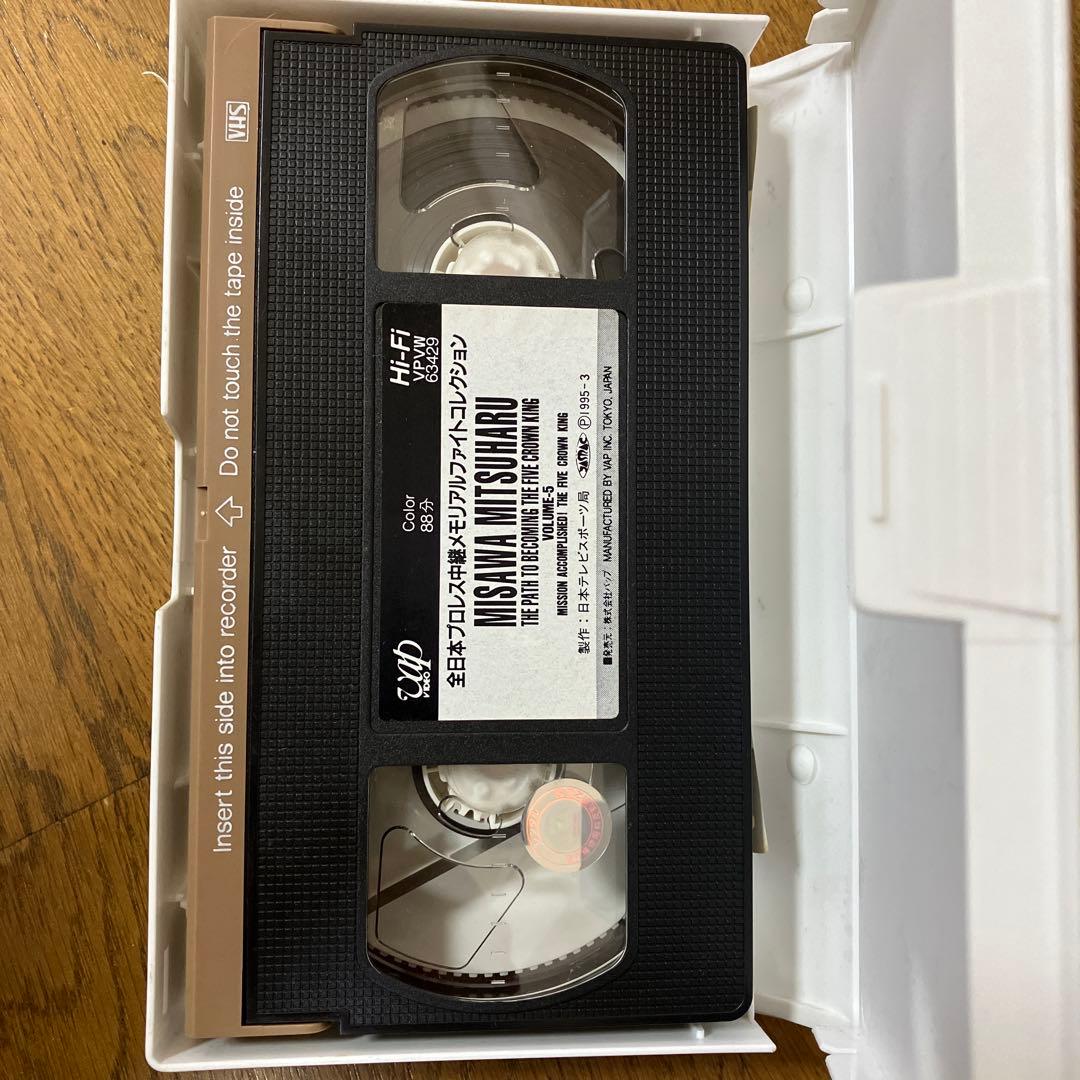 VHS
Insert this side into recorder ⇧ Do not touch the tape inside
vap
VIDEO
Color
88分
Hi-Fi
VPVW
63429
全日本プロレス中継メモリアルファイトコレクション
MISAWA MITSUHARU
THE PATH TO BECOMING THE FIVE CROWN KING
VOLUME-5
MISSION ACCOMPLISHED! THE FIVE CROWN KING
製作：日本テレビスポーツ局 JASRAC Ⓟ1995-3
■発売元：株式会社バップ MANUFACTURED BY VAP INC. TOKYO, JAPAN